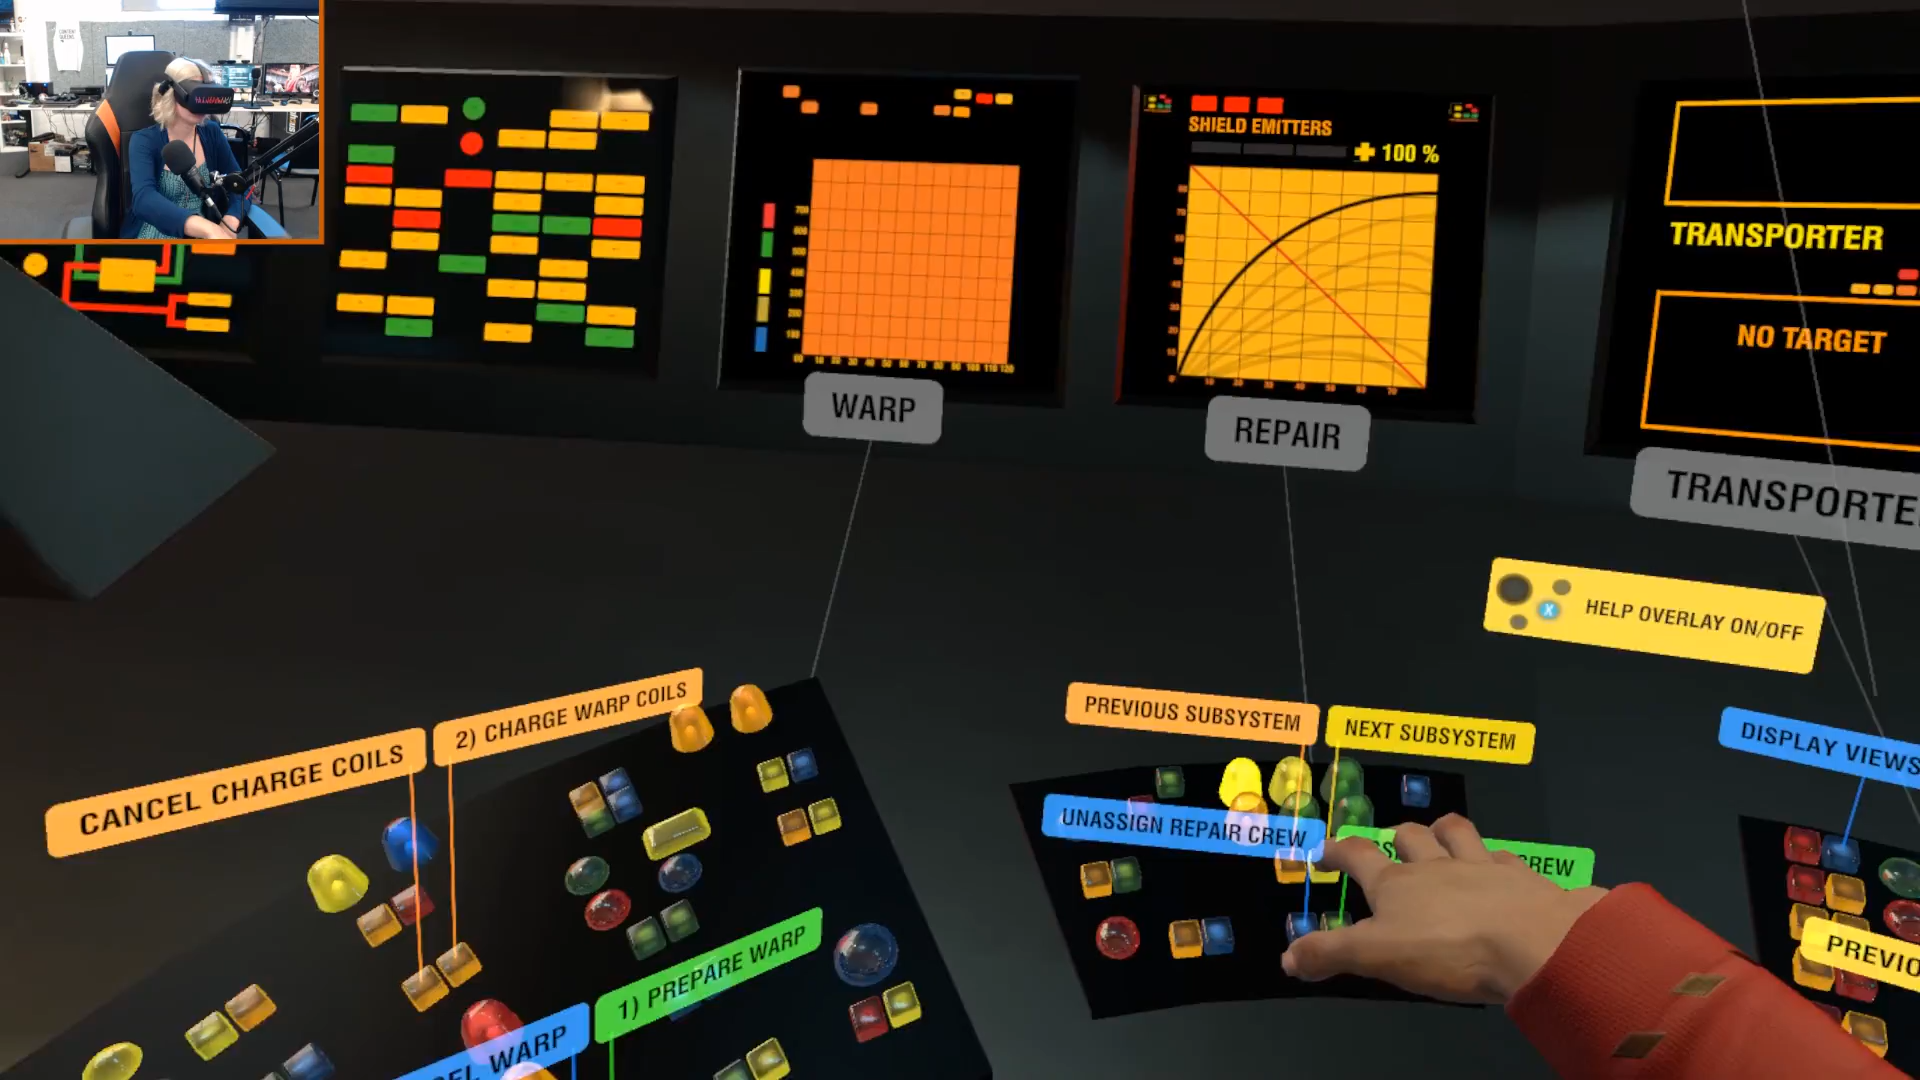 SHIELD EMITTERS
100 %
TRANSPORTER
NO TARGET
WARP
REPAIR
TRANSPORTE
X HELP OVERLAY ON/OFF
2) CHARGE WARP COILS
CANCEL CHARGE COILS
PREVIOUS SUBSYSTEM
NEXT SUBSYSTEM
DISPLAY VIEWS
UNASSIGN REPAIR CREW
CREW
1) PREPARE WARP
PREVIO
WARP